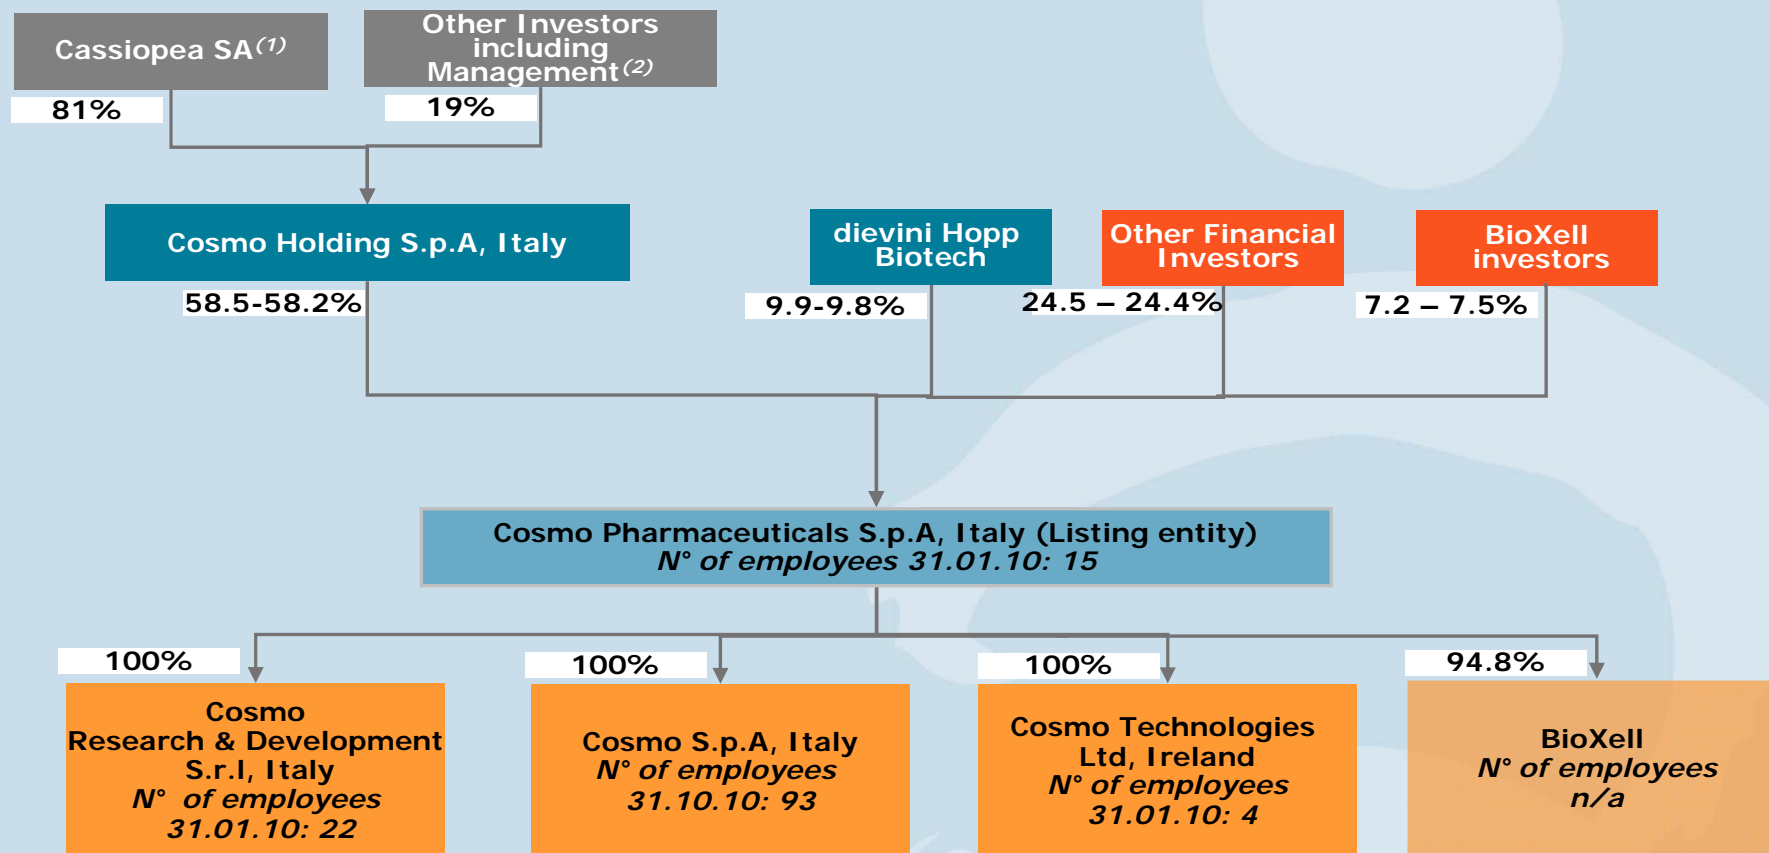 Cassiopea SA(1)
Other Investors
including
Management(2)
81%
19%
Cosmo Holding S.p.A, Italy
dievini Hopp
Biotech
Other Financial
Investors
BioXell
investors
58.5-58.2%
9.9-9.8%
24.5 – 24.4%
7.2 – 7.5%
Cosmo Pharmaceuticals S.p.A, Italy (Listing entity)
N° of employees 31.01.10: 15
100%
100%
100%
94.8%
Cosmo
Research & Development
S.r.l, Italy
N° of employees
31.01.10: 22
Cosmo S.p.A, Italy
N° of employees
31.10.10: 93
Cosmo Technologies
Ltd, Ireland
N° of employees
31.01.10: 4
BioXell
N° of employees
n/a